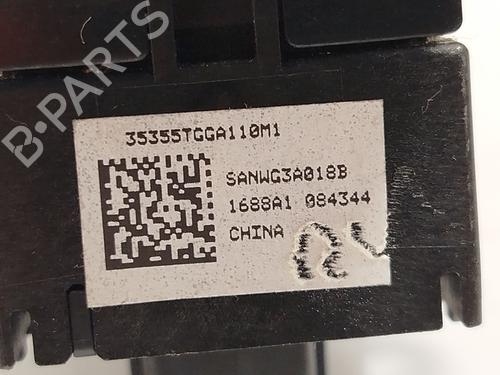 B-PARTS
35355TGGA110M1
SANWG3A018B
1688A1 084344
CHINA